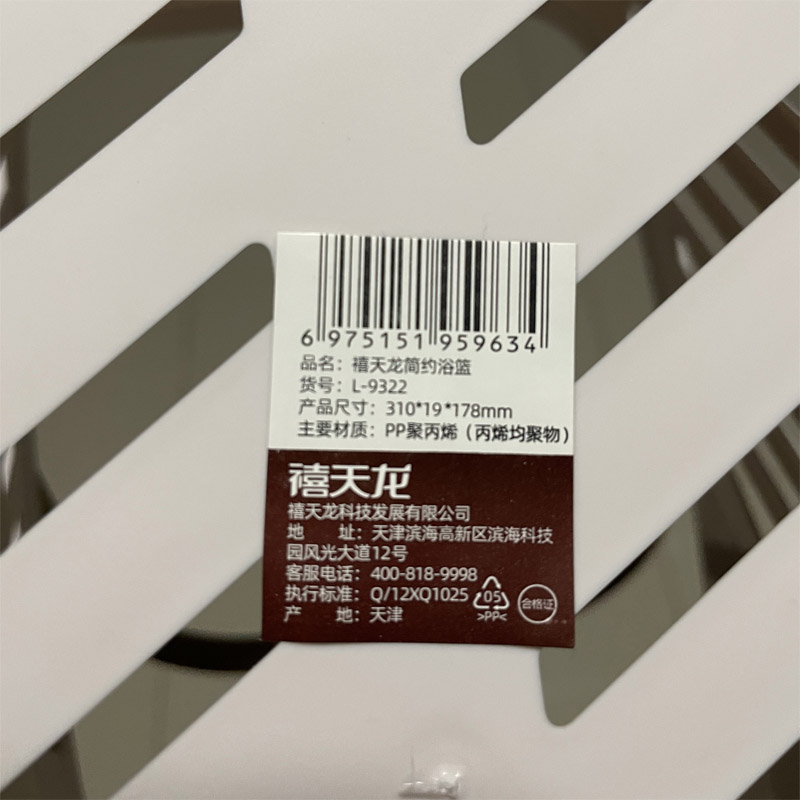 6 975151 959634
品名：禧天龙简约浴篮
货号：L-9322
产品尺寸：310*19*178mm
主要材质：PP聚丙烯（丙烯均聚物）
禧天龙
禧天龙科技发展有限公司
地 址：天津滨海高新区滨海科技
园风光大道12号
客服电话：400-818-9998
执行标准：Q/12XQ1025
产 地：天津
05
>PP<
合格证